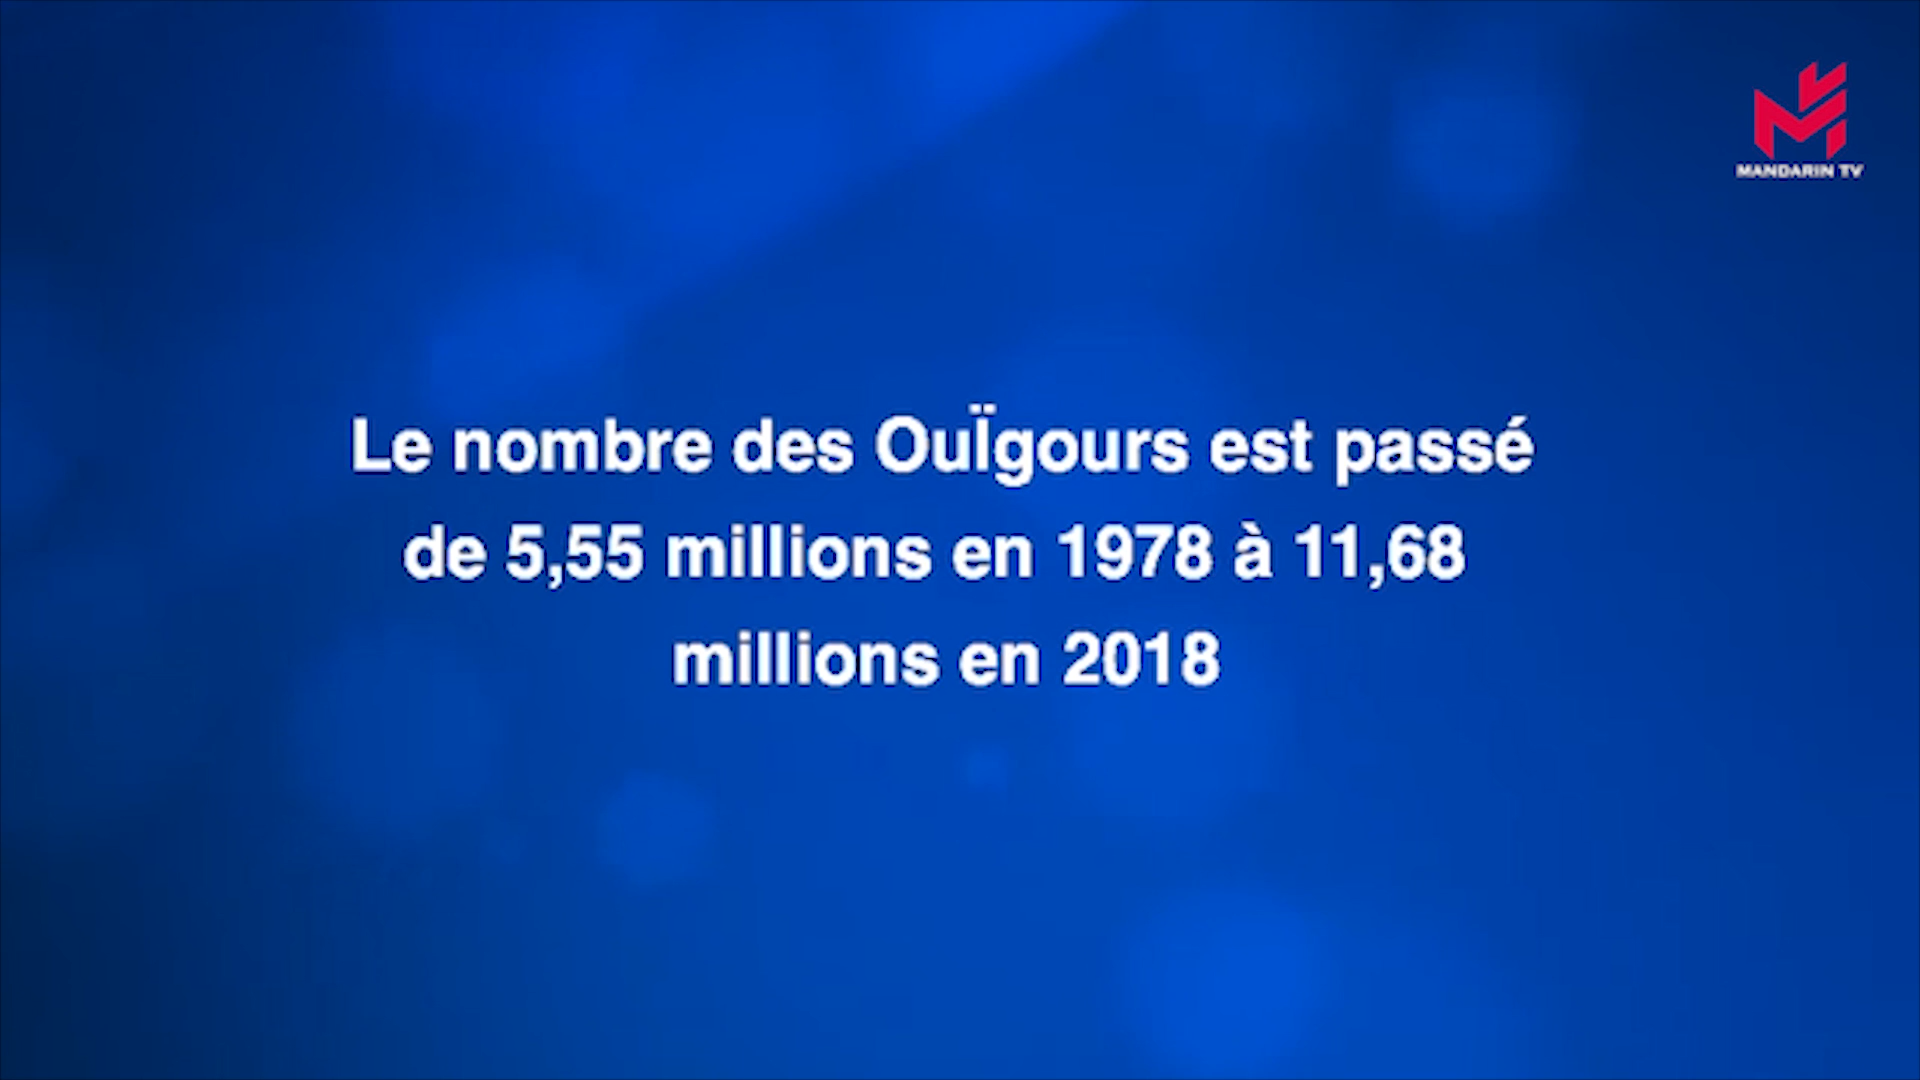 MANDARIN TV
Le nombre des OuÏgours est passé
de 5,55 millions en 1978 à 11,68
millions en 2018